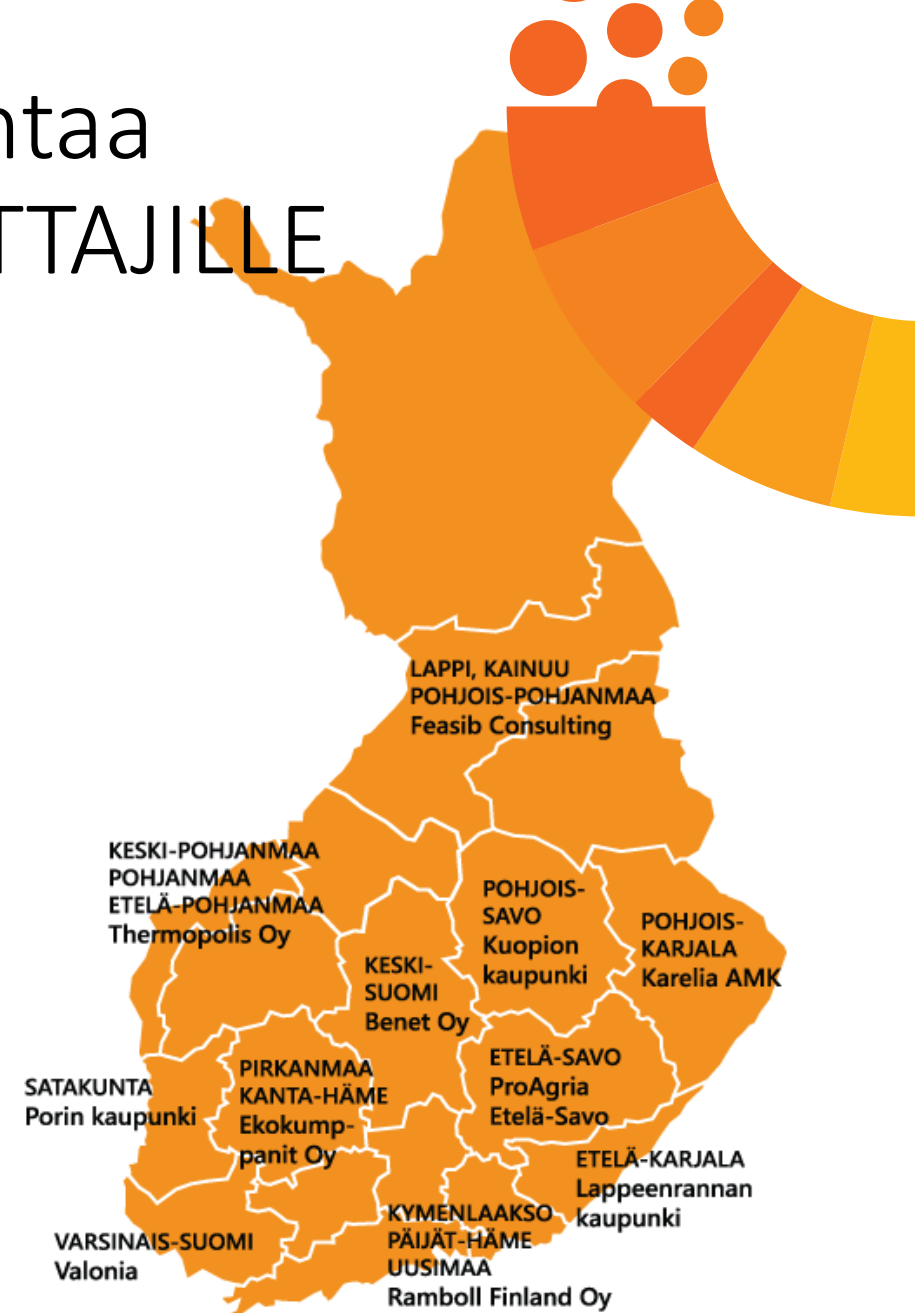 ntaa
TTAJILLE
LAPPI, KAINUU
POHJOIS-POHJANMAA
Feasib Consulting
KESKI-POHJANMAA
POHJANMAA
ETELÄ-POHJANMAA
Thermopolis Oy
POHJOIS-
SAVO
Kuopion
kaupunki
POHJOIS-
KARJALA
Karelia AMK
KESKI-
SUOMI
Benet Oy
SATAKUNTA
Porin kaupunki
PIRKANMAA
KANTA-HÄME
Ekokump-
panit Oy
ETELÄ-SAVO
ProAgria
Etelä-Savo
ETELÄ-KARJALA
Lappeenrannan
kaupunki
VARSINAIS-SUOMI
Valonia
KYMENLAAKSO
PÄIJÄT-HÄME
UUSIMAA
Ramboll Finland Oy